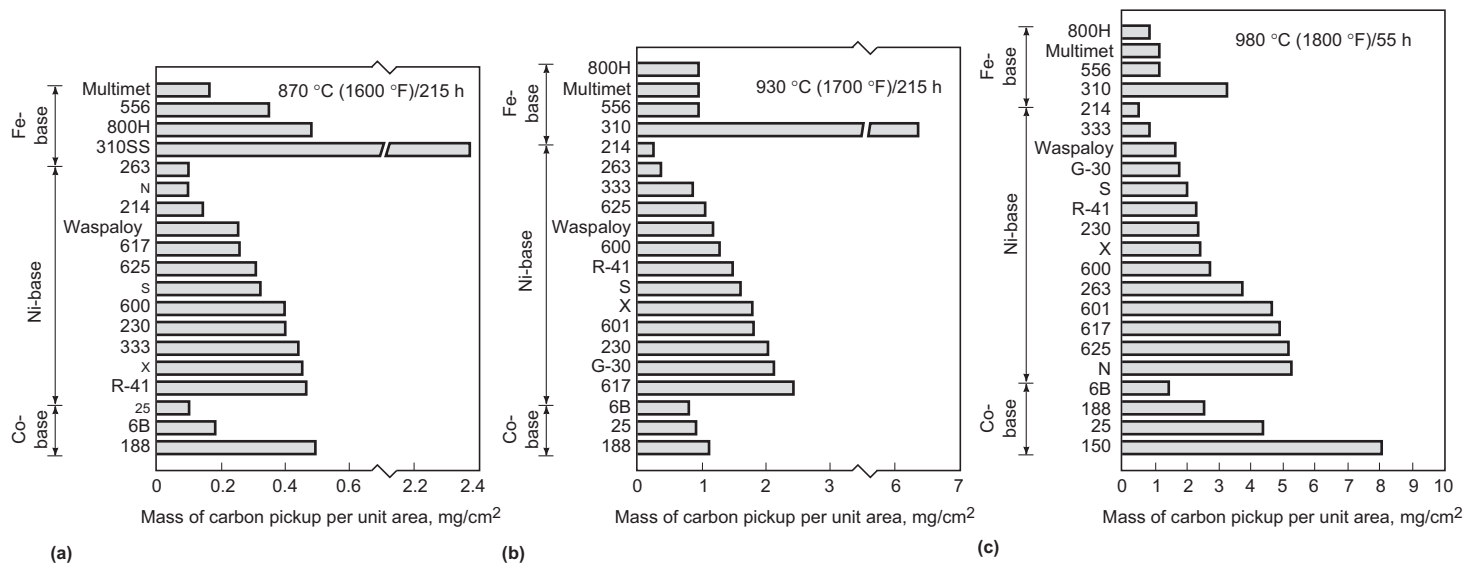 870 °C (1600 °F)/215 h
Fe-
base
Multimet
556
800H
310SS
Ni-base
263
N
214
Waspaloy
617
625
S
600
230
333
X
R-41
Co-
base
25
6B
188
0 0.2 0.4 0.6 2.2 2.4
Mass of carbon pickup per unit area, mg/cm2
(a)
930 °C (1700 °F)/215 h
Fe-
base
800H
Multimet
556
310
Ni-base
214
263
333
625
Waspaloy
600
R-41
S
X
601
230
G-30
617
Co-
base
6B
25
188
0 1 2 3 6 7
Mass of carbon pickup per unit area, mg/cm2
(b)
980 °C (1800 °F)/55 h
Fe-
base
800H
Multimet
556
310
Ni-base
214
333
Waspaloy
G-30
S
R-41
230
X
600
263
601
617
625
N
Co-
base
6B
188
25
150
0 1 2 3 4 5 6 7 8 9 10
Mass of carbon pickup per unit area, mg/cm2
(c)